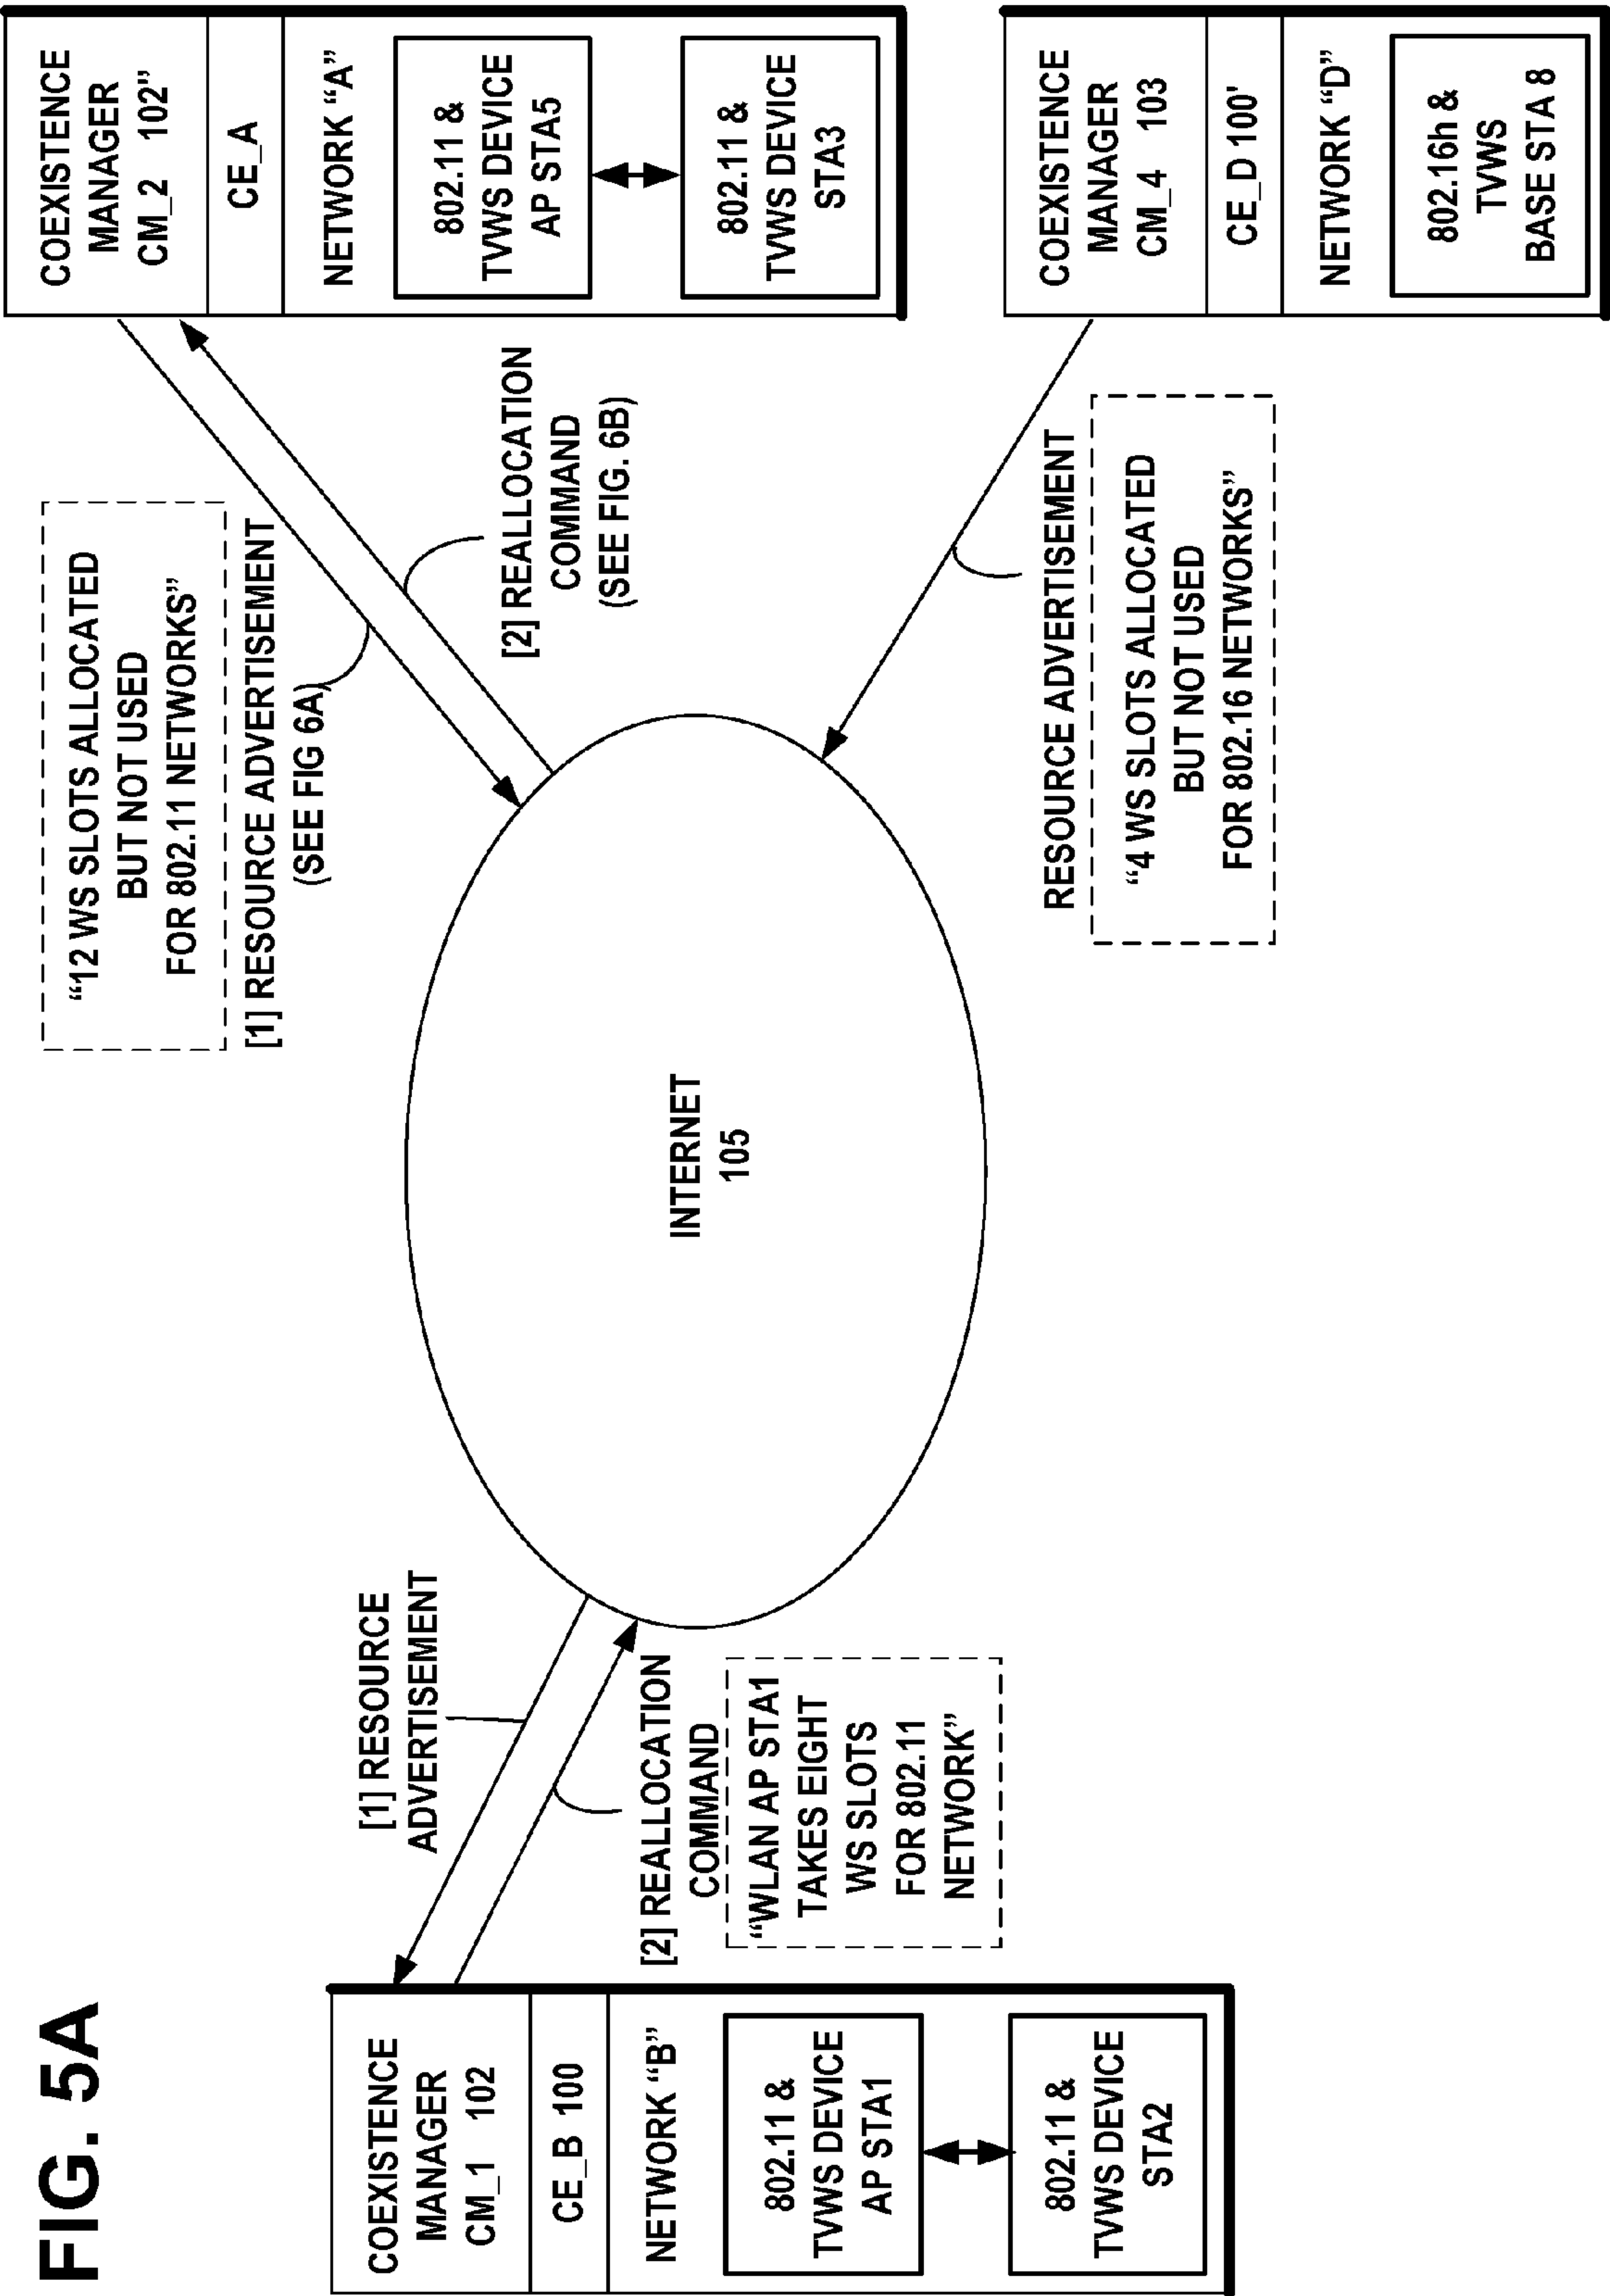 FIG. 5A
COEXISTENCE
MANAGER
CM_1 102
CE_B 100
NETWORK “B”
802.11 &
TVWS DEVICE
AP STA1
802.11 &
TVWS DEVICE
STA2
[1] RESOURCE
ADVERTISEMENT
[2] REALLOCATION
COMMAND
“WLAN AP STA1
TAKES EIGHT
WS SLOTS
FOR 802.11
NETWORK”
INTERNET
105
“12 WS SLOTS ALLOCATED
BUT NOT USED
FOR 802.11 NETWORKS”
[1] RESOURCE ADVERTISEMENT
(SEE FIG 6A)
[2] REALLOCATION
COMMAND
(SEE FIG. 6B)
RESOURCE ADVERTISEMENT
“4 WS SLOTS ALLOCATED
BUT NOT USED
FOR 802.16 NETWORKS”
COEXISTENCE
MANAGER
CM_2 102”
CE_A
NETWORK “A”
802.11 &
TVWS DEVICE
AP STA5
802.11 &
TVWS DEVICE
STA3
COEXISTENCE
MANAGER
CM_4 103
CE_D 100'
NETWORK “D”
802.16h &
TVWS
BASE STA 8